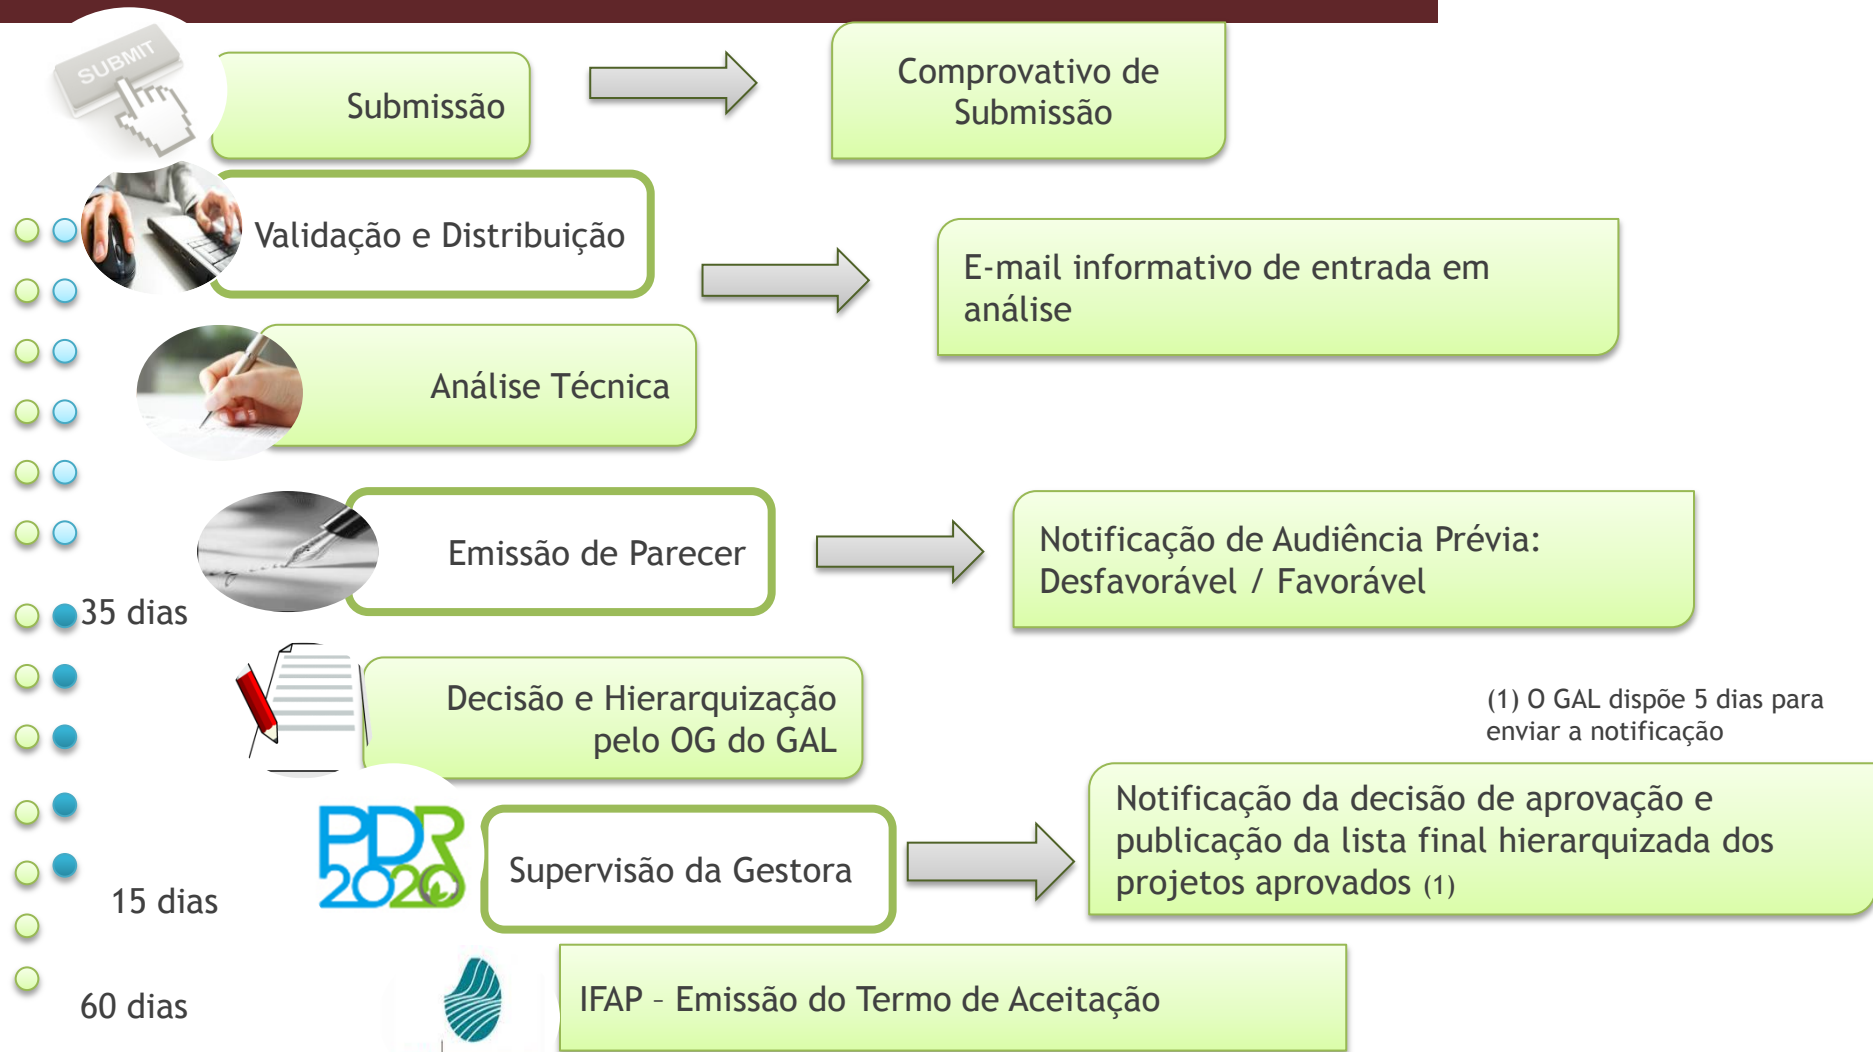 SUBMIT
Submissão
Comprovativo de
Submissão
Validação e Distribuição
E-mail informativo de entrada em
análise
Análise Técnica
Emissão de Parecer
Notificação de Audiência Prévia:
Desfavorável / Favorável
35 dias
Decisão e Hierarquização
pelo OG do GAL
(1) O GAL dispõe 5 dias para
enviar a notificação
PDR
2020
Supervisão da Gestora
Notificação da decisão de aprovação e
publicação da lista final hierarquizada dos
projetos aprovados (1)
15 dias
IFAP – Emissão do Termo de Aceitação
60 dias